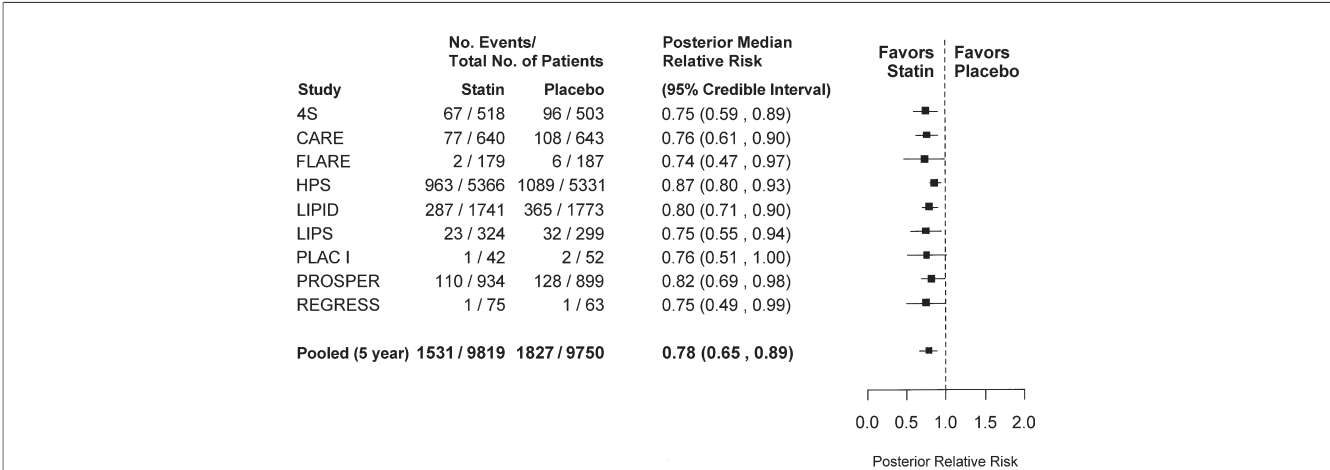 No. Events/ Posterior Median
Total No. of Patients Relative Risk
Favors Favors
Statin Placebo
Study Statin Placebo (95% Credible Interval)
4S 67 / 518 96 / 503 0.75 (0.59 , 0.89)
CARE 77 / 640 108 / 643 0.76 (0.61 , 0.90)
FLARE 2 / 179 6 / 187 0.74 (0.47 , 0.97)
HPS 963 / 5366 1089 / 5331 0.87 (0.80 , 0.93)
LIPID 287 / 1741 365 / 1773 0.80 (0.71 , 0.90)
LIPS 23 / 324 32 / 299 0.75 (0.55 , 0.94)
PLAC I 1 / 42 2 / 52 0.76 (0.51 , 1.00)
PROSPER 110 / 934 128 / 899 0.82 (0.69 , 0.98)
REGRESS 1 / 75 1 / 63 0.75 (0.49 , 0.99)
Pooled (5 year) 1531 / 9819 1827 / 9750 0.78 (0.65 , 0.89)
0.0 0.5 1.0 1.5 2.0
Posterior Relative Risk